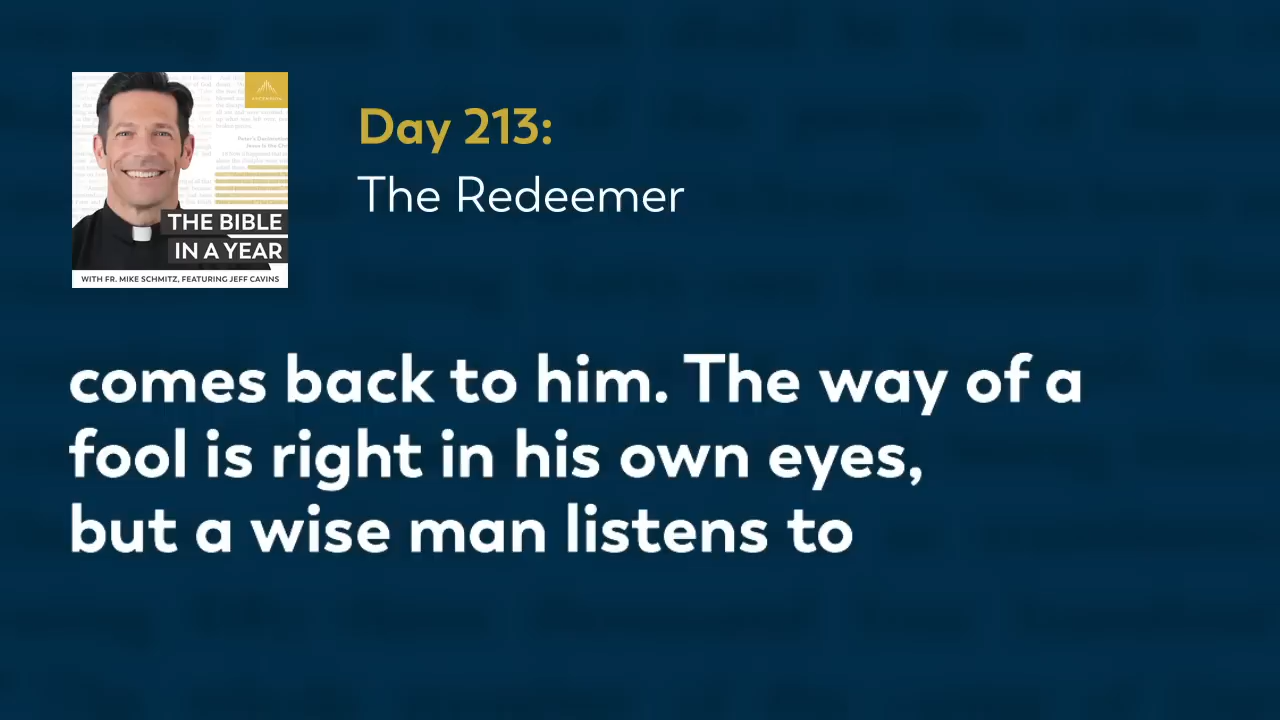 Day 213:
The Redeemer
THE BIBLE
IN A YEAR
WITH FR. MIKE SCHMITZ, FEATURING JEFF CAVINS
comes back to him. The way of a
fool is right in his own eyes,
but a wise man listens to